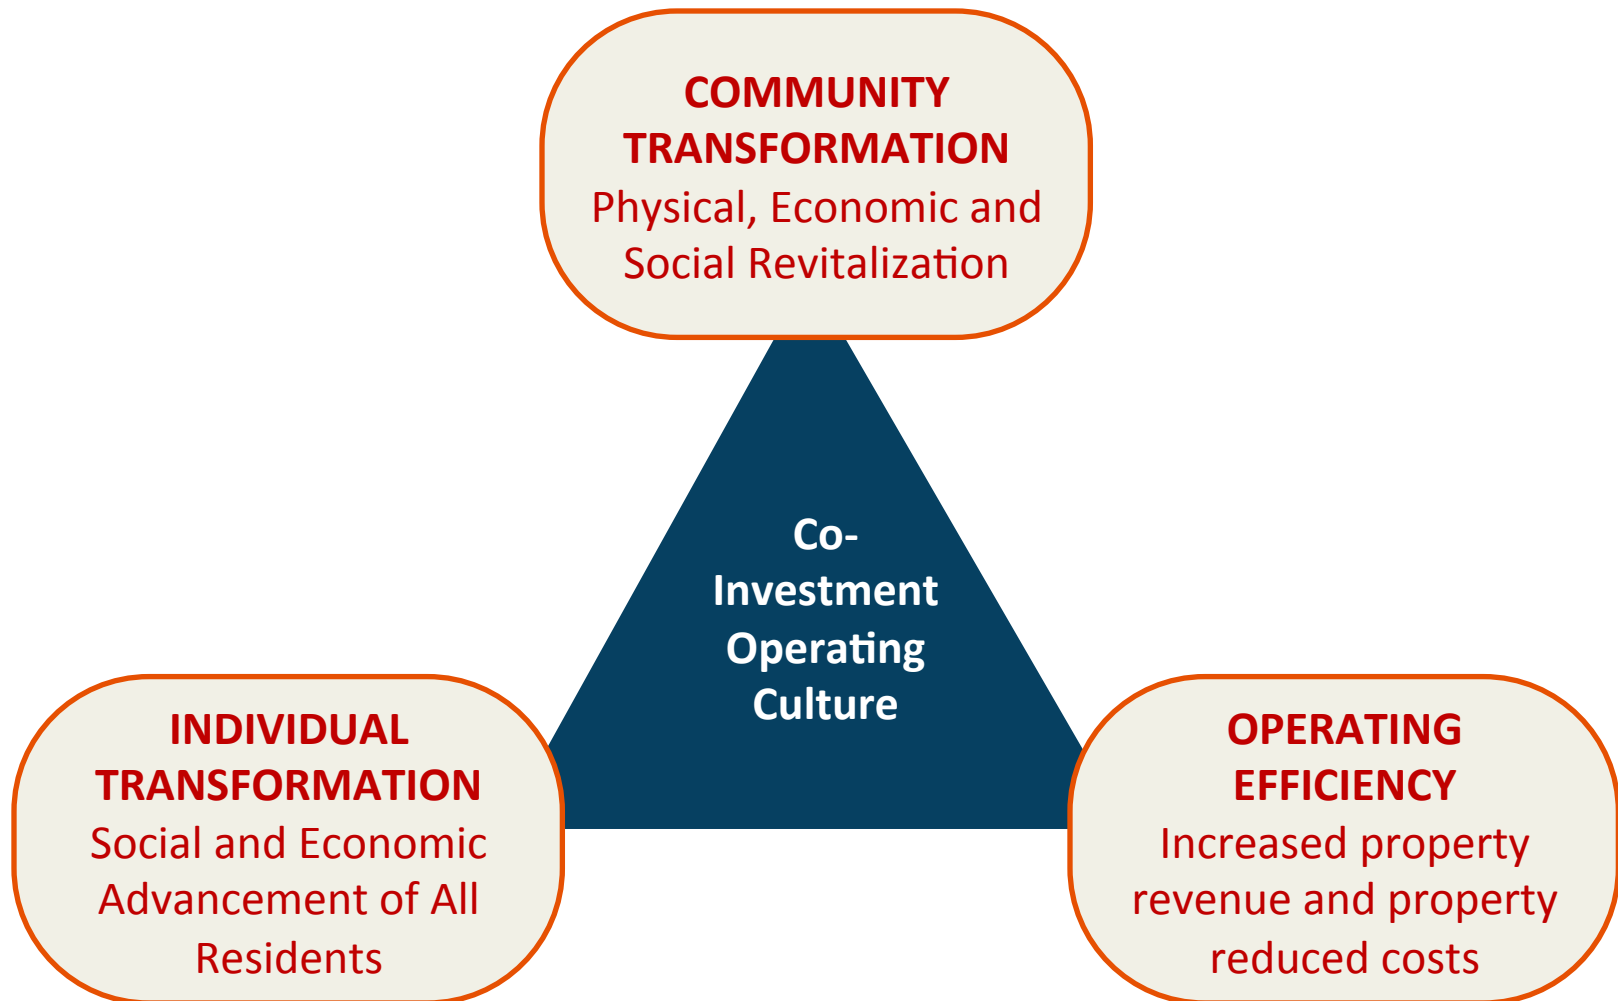 COMMUNITY
TRANSFORMATION
Physical, Economic and
Social Revitalization
Co-
Investment
Operating
Culture
INDIVIDUAL
TRANSFORMATION
Social and Economic
Advancement of All
Residents
OPERATING
EFFICIENCY
Increased property
revenue and property
reduced costs